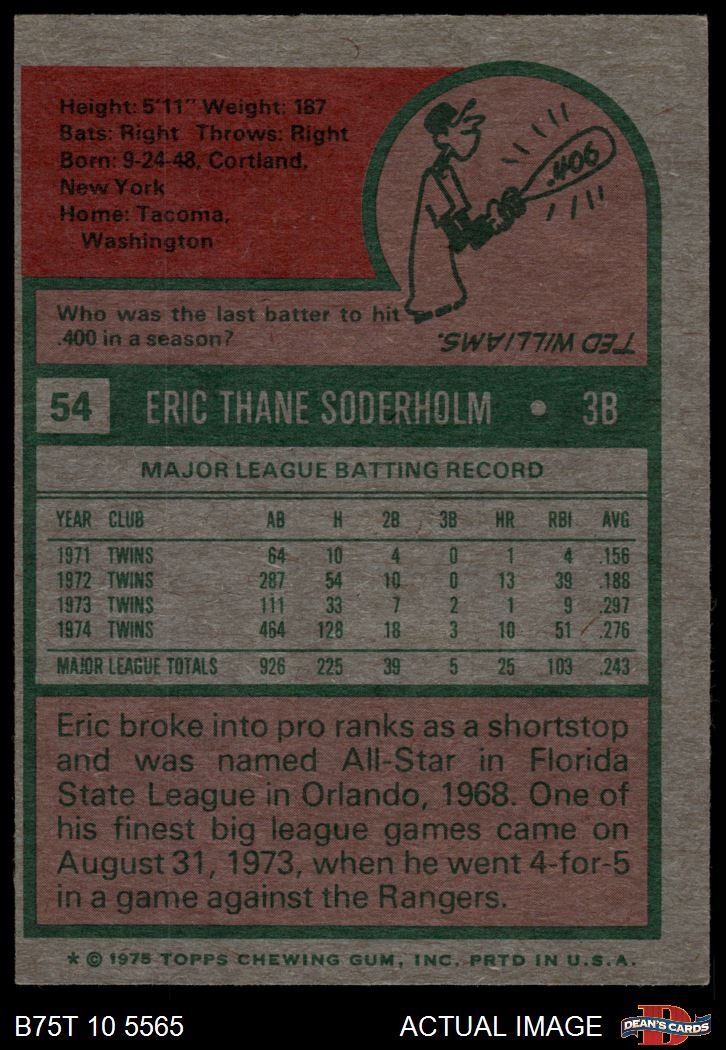 Height: 5'11" Weight: 187
Bats: Right Throws: Right
Born: 9-24-48, Cortland,
New York
Home: Tacoma,
Washington
.406
Who was the last batter to hit
.400 in a season?
TED WILLIAMS.
54 ERIC THANE SODERHOLM • 3B
MAJOR LEAGUE BATTING RECORD
YEAR CLUB AB H 2B 3B HR RBI AVG
1971 TWINS 64 10 4 0 1 4 .156
1972 TWINS 287 54 10 0 13 39 .188
1973 TWINS 111 33 7 2 1 9 .297
1974 TWINS 464 128 18 3 10 51 .276
MAJOR LEAGUE TOTALS 926 225 39 5 25 103 .243
Eric broke into pro ranks as a shortstop
and was named All-Star in Florida
State League in Orlando, 1968. One of
his finest big league games came on
August 31, 1973, when he went 4-for-5
in a game against the Rangers.
* © 1975 TOPPS CHEWING GUM, INC. PRTD IN U.S.A.
B75T 10 5565 ACTUAL IMAGE
D
DEAN'S CARDS